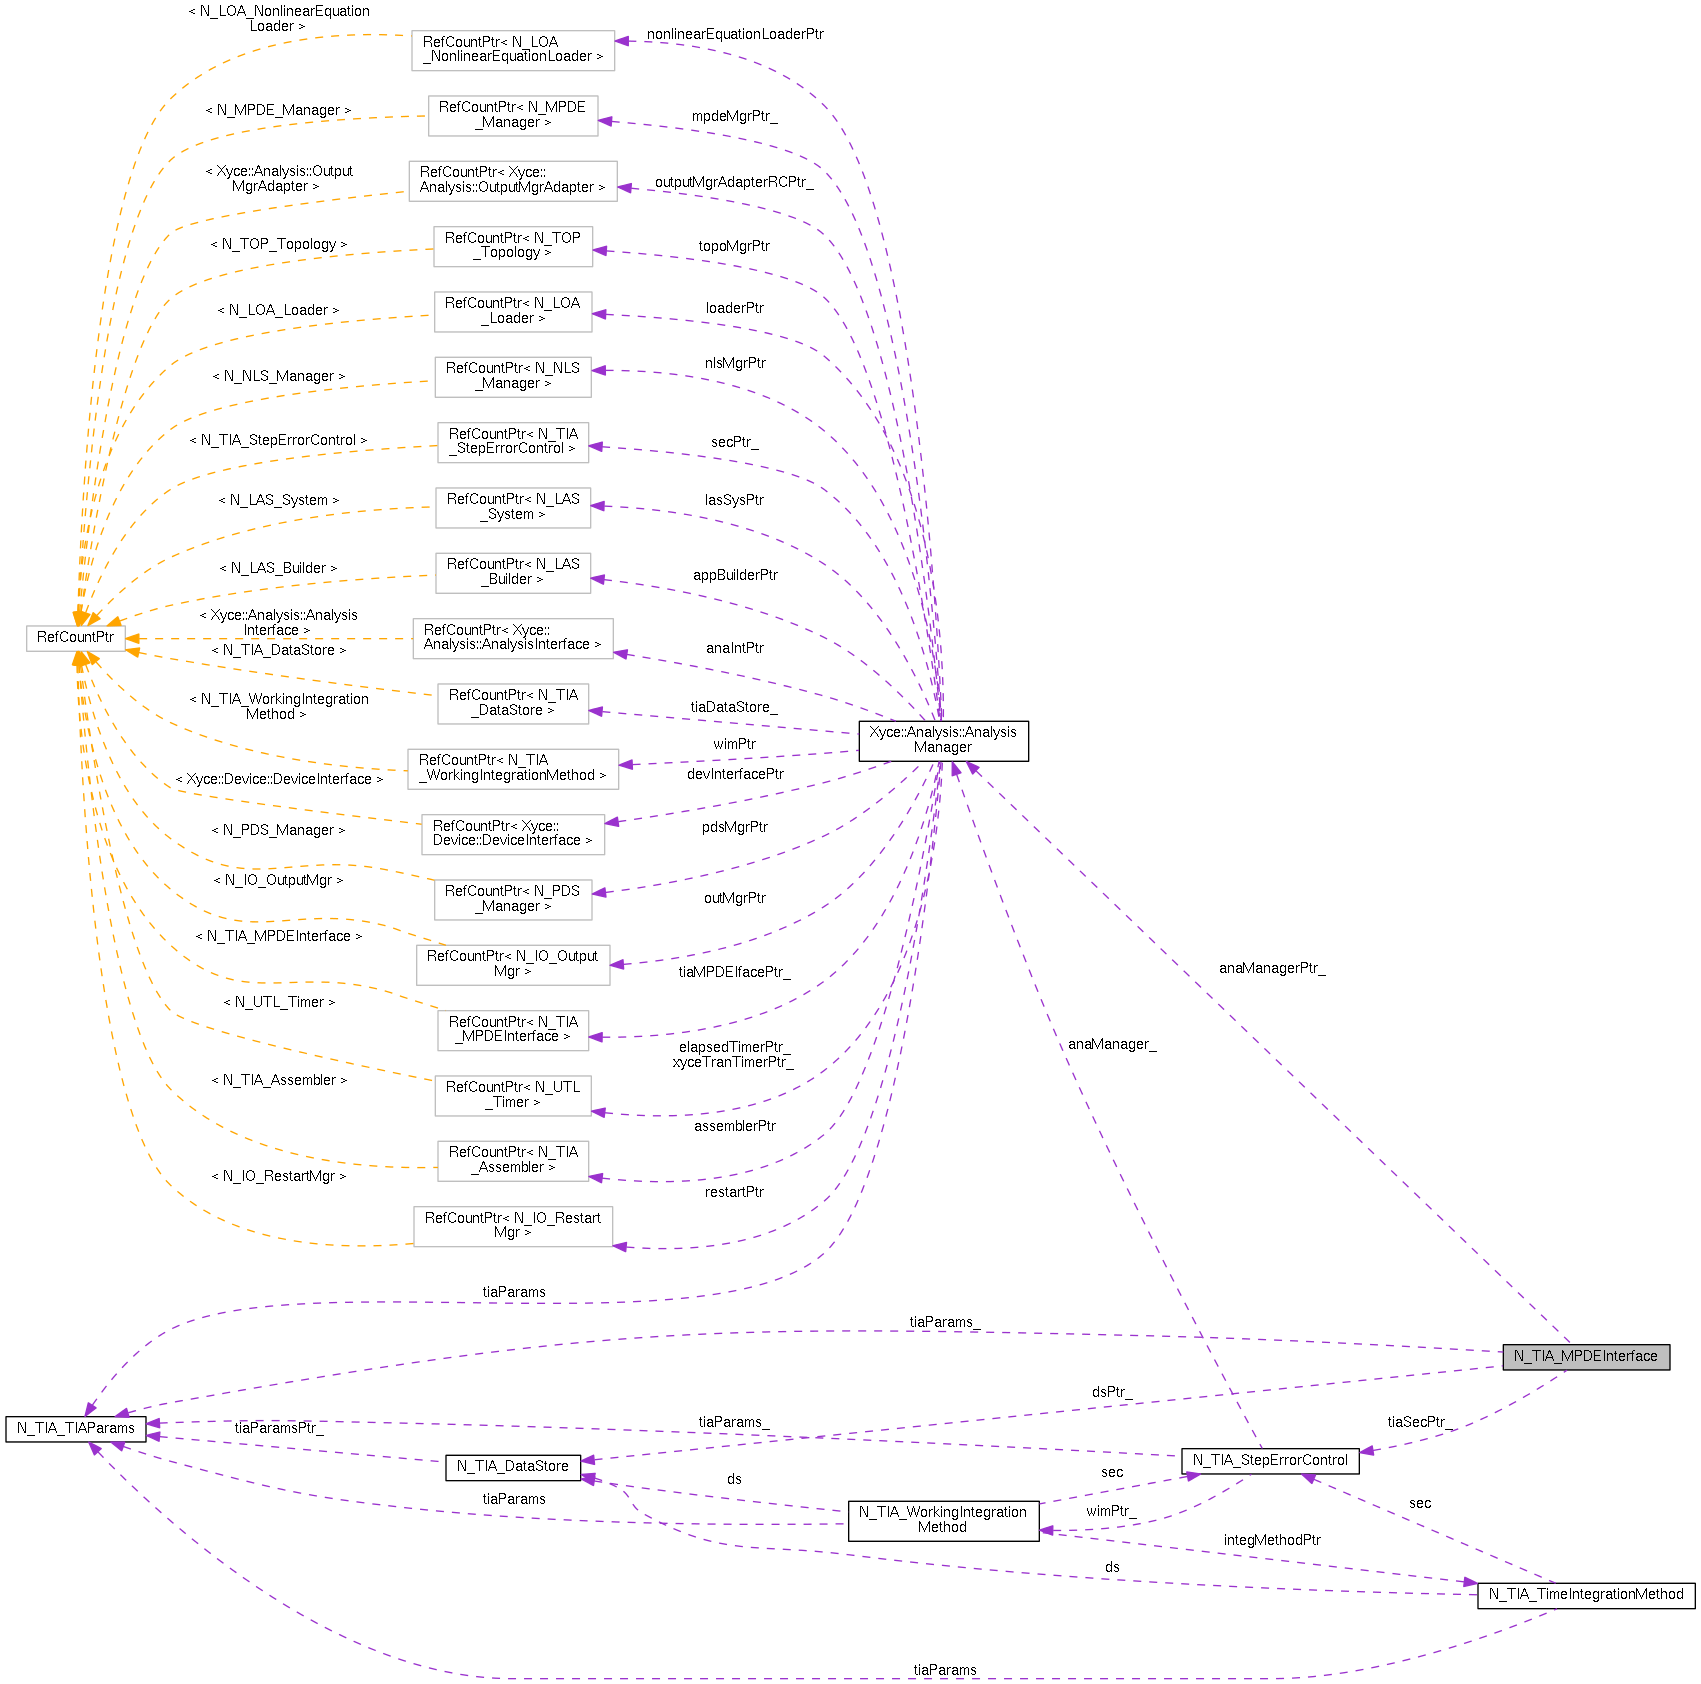 < N_LOA_NonlinearEquation
Loader >
RefCountPtr< N_LOA
_NonlinearEquationLoader >
nonlinearEquationLoaderPtr
< N_MPDE_Manager >
RefCountPtr< N_MPDE
_Manager >
mpdeMgrPtr_
< Xyce::Analysis::Output
MgrAdapter >
RefCountPtr< Xyce::
Analysis::OutputMgrAdapter >
outputMgrAdapterRCPtr_
< N_TOP_Topology >
RefCountPtr< N_TOP
_Topology >
topoMgrPtr
< N_LOA_Loader >
RefCountPtr< N_LOA
_Loader >
loaderPtr
< N_NLS_Manager >
RefCountPtr< N_NLS
_Manager >
nlsMgrPtr
< N_TIA_StepErrorControl >
RefCountPtr< N_TIA
_StepErrorControl >
secPtr_
< N_LAS_System >
RefCountPtr< N_LAS
_System >
lasSysPtr
< N_LAS_Builder >
RefCountPtr< N_LAS
_Builder >
appBuilderPtr
< Xyce::Analysis::Analysis
Interface >
RefCountPtr
RefCountPtr< Xyce::
Analysis::AnalysisInterface >
anaIntPtr
< N_TIA_DataStore >
RefCountPtr< N_TIA
_DataStore >
tiaDataStore_
< N_TIA_WorkingIntegration
Method >
RefCountPtr< N_TIA
_WorkingIntegrationMethod >
wimPtr
Xyce::Analysis::Analysis
Manager
< Xyce::Device::DeviceInterface >
RefCountPtr< Xyce::
Device::DeviceInterface >
devInterfacePtr
< N_PDS_Manager >
RefCountPtr< N_PDS
_Manager >
pdsMgrPtr
< N_IO_OutputMgr >
RefCountPtr< N_IO_Output
Mgr >
outMgrPtr
< N_TIA_MPDEInterface >
RefCountPtr< N_TIA
_MPDEInterface >
tiaMPDEIfacePtr_
anaManagerPtr_
< N_UTL_Timer >
RefCountPtr< N_UTL
_Timer >
elapsedTimerPtr_
xyceTranTimerPtr_
anaManager_
< N_TIA_Assembler >
RefCountPtr< N_TIA
_Assembler >
assemblerPtr
< N_IO_RestartMgr >
RefCountPtr< N_IO_Restart
Mgr >
restartPtr
tiaParams
tiaParams_
N_TIA_MPDEInterface
dsPtr_
tiaSecPtr_
N_TIA_TIAParams
tiaParamsPtr_
tiaParams_
N_TIA_DataStore
N_TIA_StepErrorControl
ds
sec
tiaParams
N_TIA_WorkingIntegration
Method
wimPtr_
sec
integMethodPtr
ds
N_TIA_TimeIntegrationMethod
tiaParams